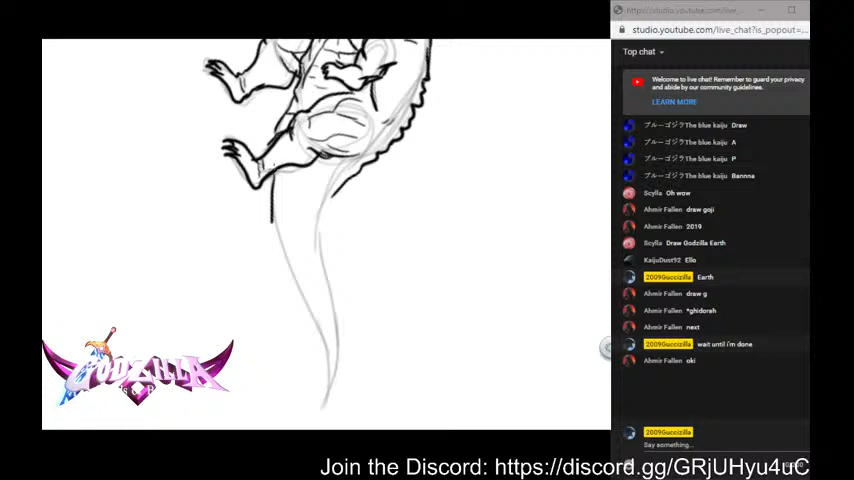 https://studio.youtube.com/live_
studio.youtube.com/live_chat?is_popout=...
Top chat
Welcome to live chat! Remember to guard your privacy
and abide by our community guidelines.
LEARN MORE
ブルーゴジラThe blue kaiju Draw
ブルーゴジラThe blue kaiju A
ブルーゴジラThe blue kaiju P
ブルーゴジラThe blue kaiju Bannna
Scylla Oh wow
Ahmir Fallen draw goji
Ahmir Fallen 2019
Scylla Draw Godzilla Earth
KaijuDust92 Ello
2009Guccizilla Earth
Ahmir Fallen draw g
Ahmir Fallen *ghidorah
Ahmir Fallen next
2009Guccizilla wait until i'm done
Ahmir Fallen oki
GODZILLA
2009Guccizilla
Say something...
Join the Discord: https://discord.gg/GRjUHyu4uC